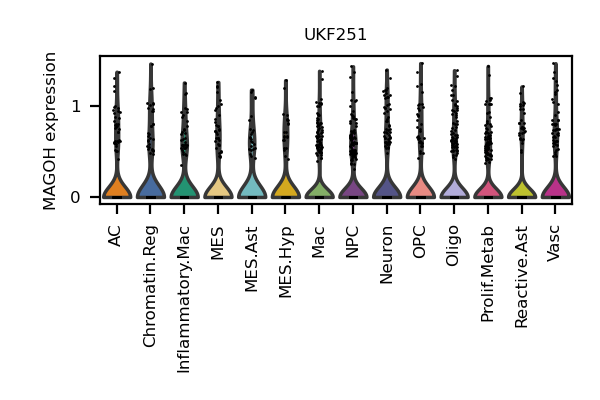 UKF251
MAGOH expression
1
0
AC
Chromatin.Reg
Inflammatory.Mac
MES
MES.Ast
MES.Hyp
Mac
NPC
Neuron
OPC
Oligo
Prolif.Metab
Reactive.Ast
Vasc